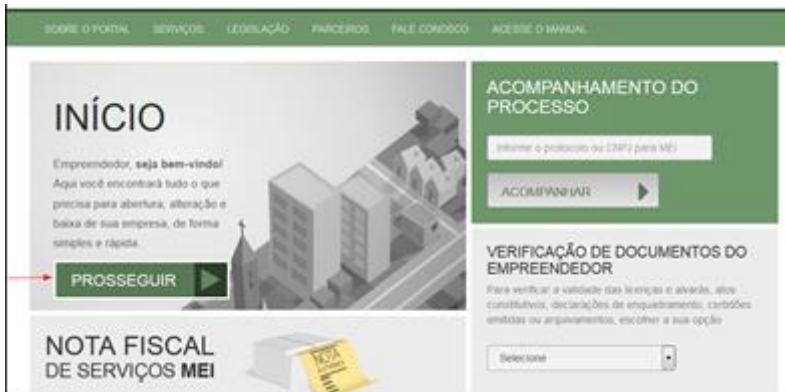 SOBRE O PORTAL SERVIÇOS LEGISLAÇÃO PARCEIROS FALE CONOSCO ACESSE O MANUAL
INÍCIO
Empreendedor, seja bem-vindo!
Aqui você encontrará tudo o que
precisa para abertura, alteração e
baixa de sua empresa, de forma
simples e rápida.
PROSSEGUIR
NOTA FISCAL
DE SERVIÇOS MEI
NOTA
ACOMPANHAMENTO DO
PROCESSO
Informe o protocolo ou CNPJ para MEI
ACOMPANHAR
VERIFICAÇÃO DE DOCUMENTOS DO
EMPREENDEDOR
Para verificar a validade das licenças e alvarás, atos
constitutivos, declarações de enquadramento, certidões
emitidas ou arquivamentos, escolher a sua opção
Selecione